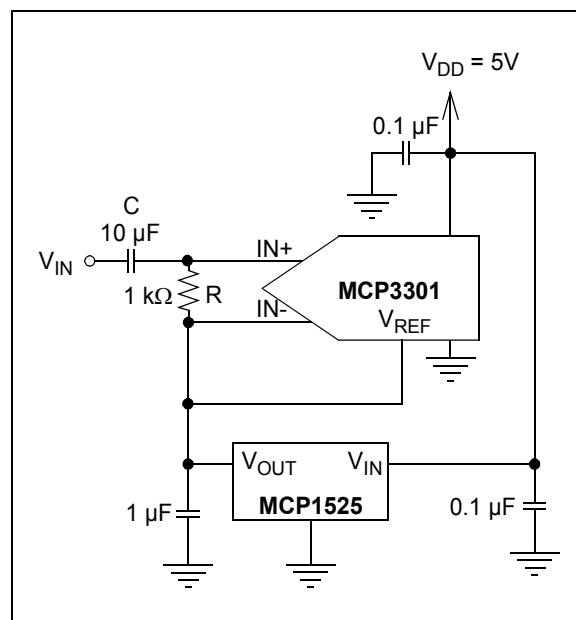 V_DD = 5V
0.1 µF
C
10 µF
V_IN
IN+
1 kΩ R
MCP3301
IN-
V_REF
V_OUT V_IN
MCP1525
1 µF
0.1 µF